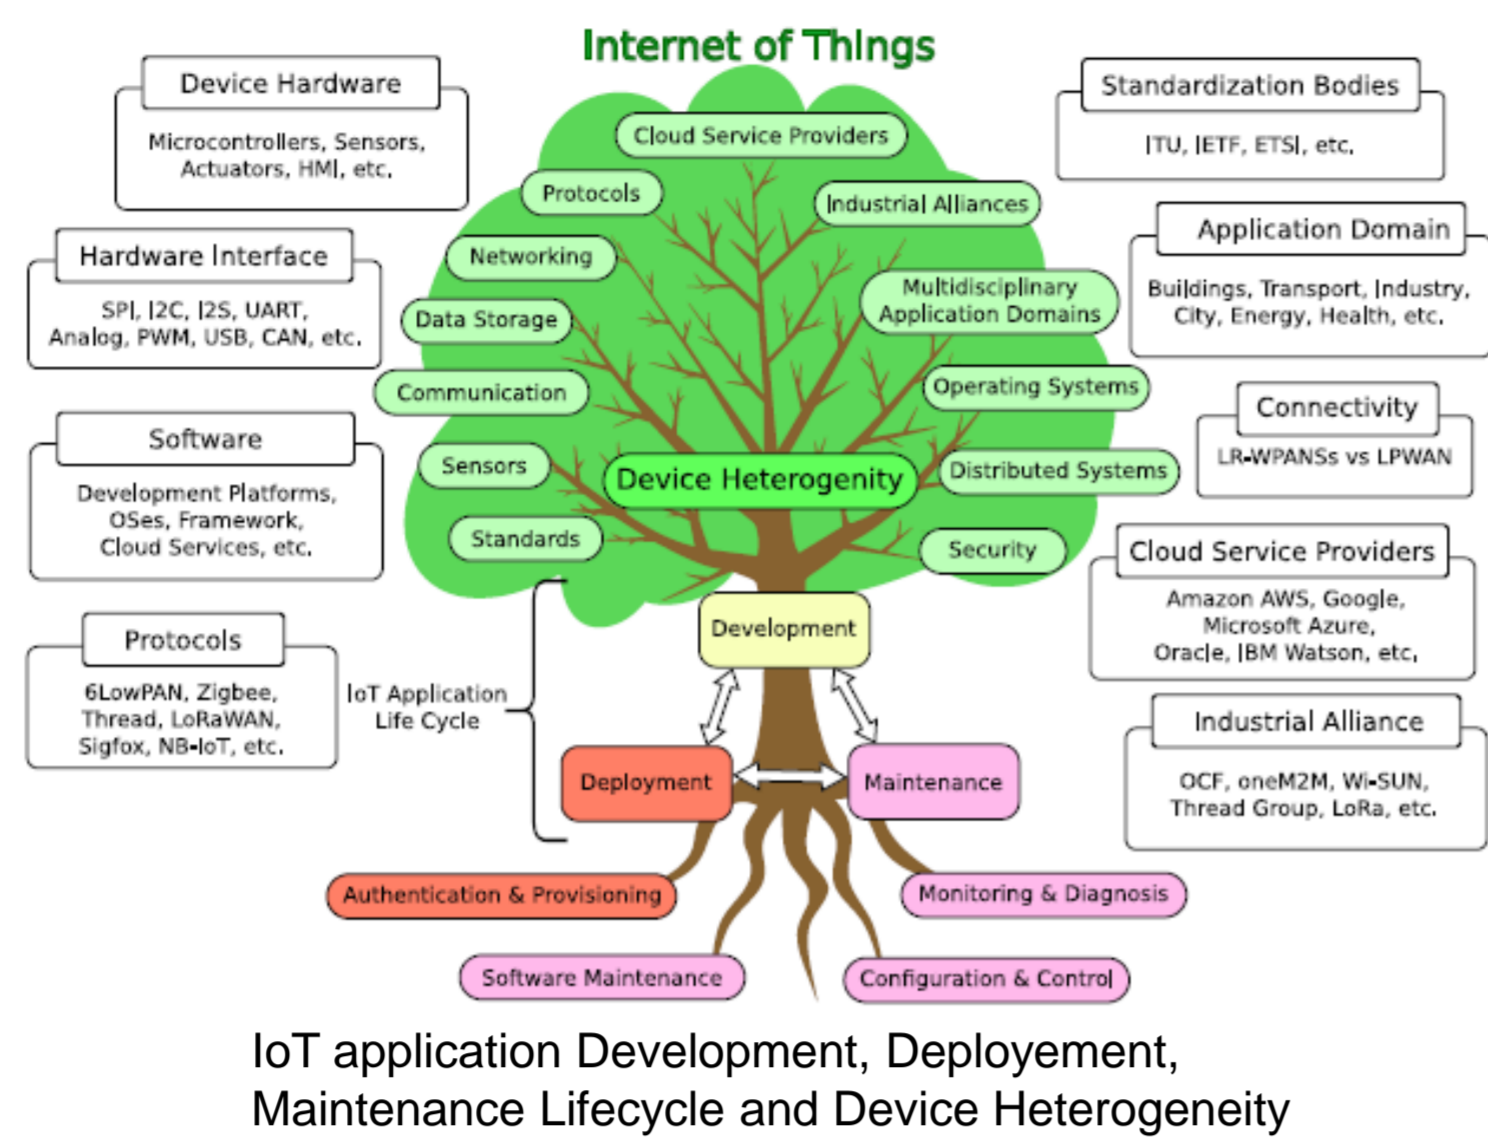 Internet of Things
Device Hardware
Microcontrollers, Sensors,
Actuators, HMI, etc.
Hardware Interface
SPI, I2C, I2S, UART,
Analog, PWM, USB, CAN, etc.
Software
Development Platforms,
OSes, Framework,
Cloud Services, etc.
Protocols
6LowPAN, Zigbee,
Thread, LoRaWAN,
Sigfox, NB-IoT, etc.
Cloud Service Providers
Protocols
Industrial Alliances
Networking
Multidisciplinary
Application Domains
Data Storage
Communication
Operating Systems
Sensors
Device Heterogenity
Distributed Systems
Standards
Security
Standardization Bodies
ITU, IETF, ETSI, etc.
Application Domain
Buildings, Transport, Industry,
City, Energy, Health, etc.
Connectivity
LR-WPANSs vs LPWAN
Cloud Service Providers
Amazon AWS, Google,
Microsoft Azure,
Oracle, IBM Watson, etc,
Industrial Alliance
OCF, oneM2M, Wi-SUN,
Thread Group, LoRa, etc.
IoT Application
Life Cycle
Development
Deployment
Maintenance
Authentication & Provisioning
Monitoring & Diagnosis
Software Maintenance
Configuration & Control
IoT application Development, Deployement,
Maintenance Lifecycle and Device Heterogeneity